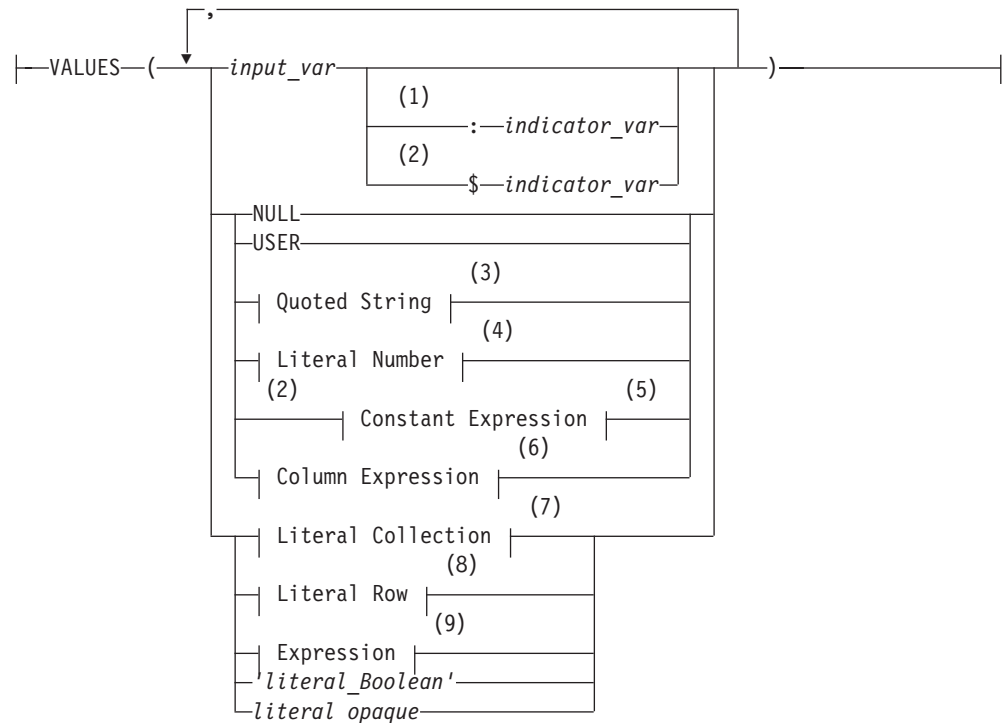 ,
VALUES ( input_var )
(1)
: indicator_var
(2)
$ indicator_var
NULL
USER
(3)
Quoted String
(4)
Literal Number
(2) (5)
Constant Expression
(6)
Column Expression
(7)
Literal Collection
(8)
Literal Row
(9)
Expression
'literal_Boolean'
literal opaque